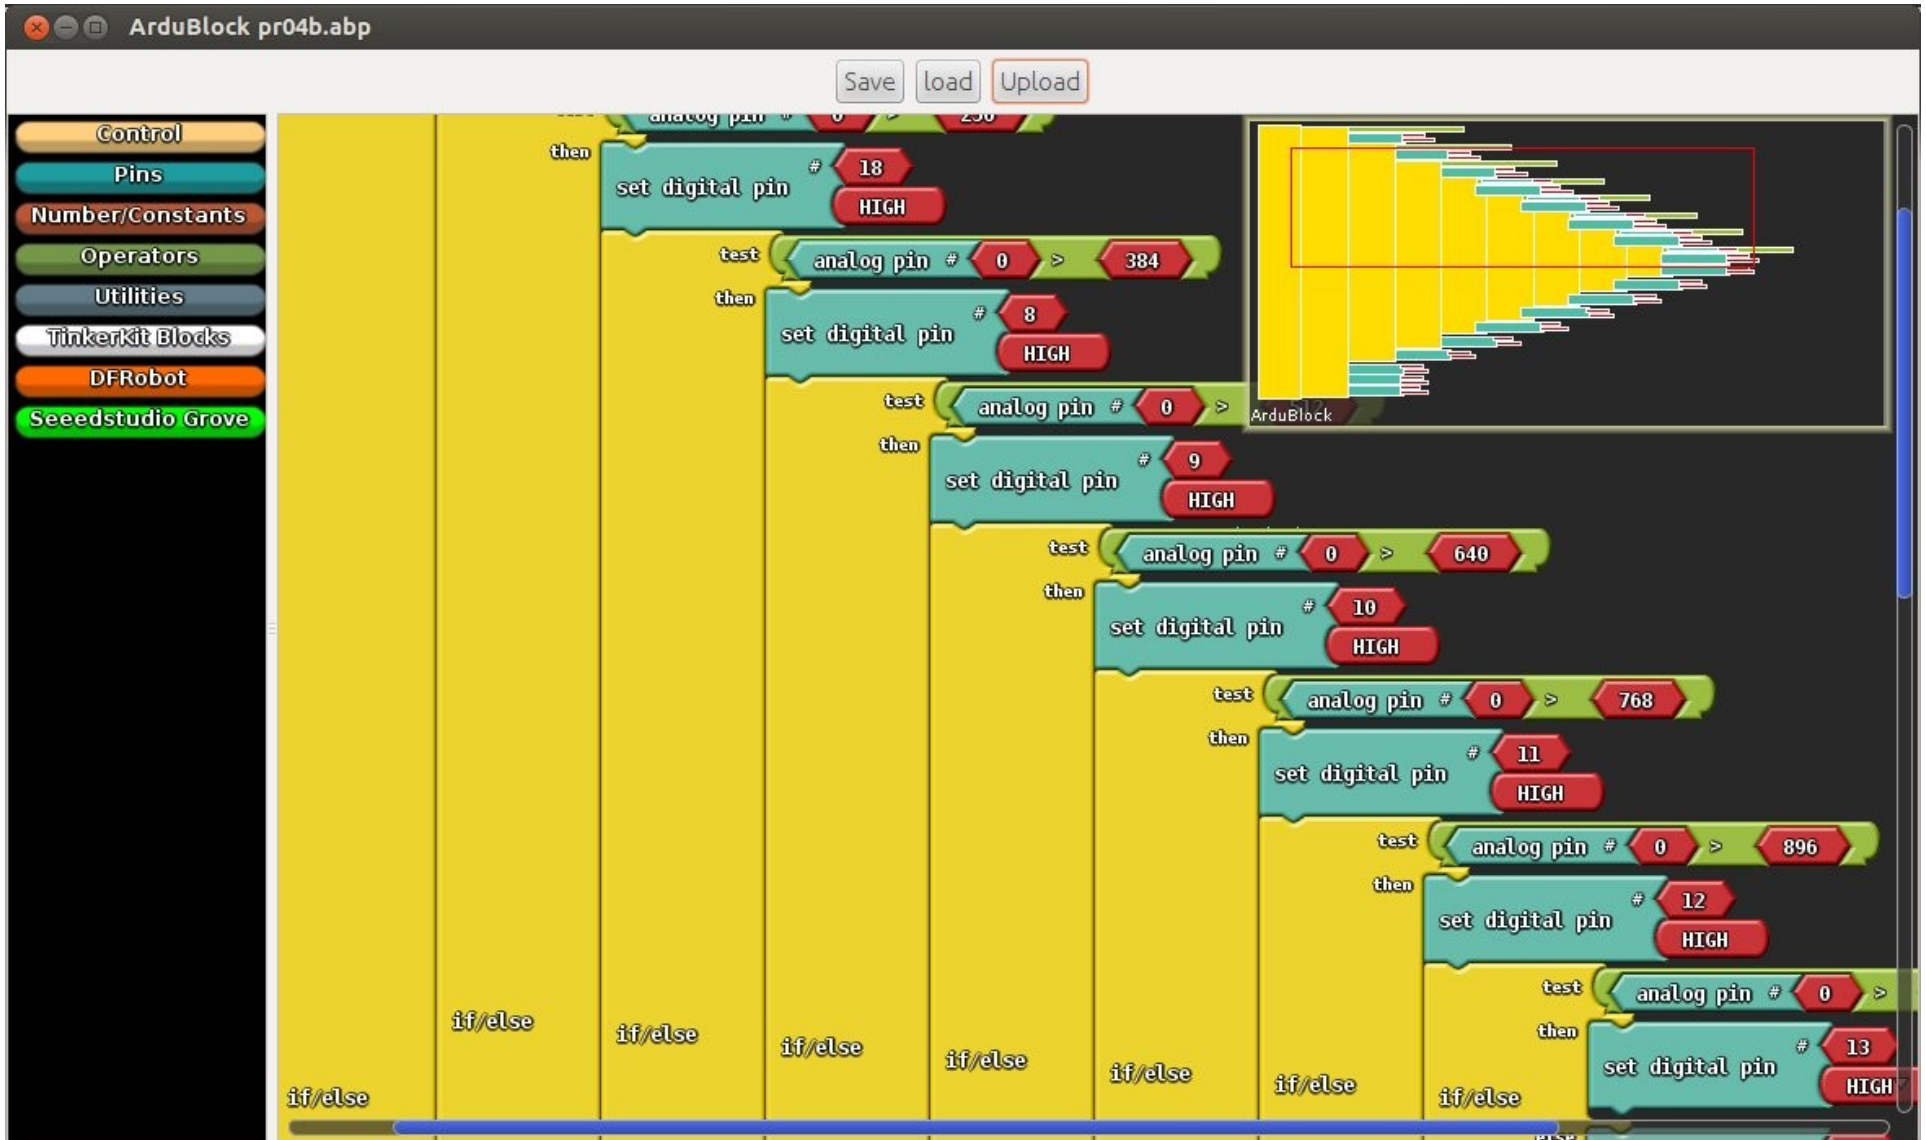 ArduBlock pr04b.abp
Save load Upload
Control
Pins
Number/Constants
Operators
Utilities
TinkerKit Blocks
DFRobot
Seeedstudio Grove
analog pin # 0 >
then
set digital pin # 18
HIGH
test analog pin # 0 > 384
then
set digital pin # 8
HIGH
test analog pin # 0 >
ArduBlock
then
set digital pin # 9
HIGH
test analog pin # 0 > 640
then
set digital pin # 10
HIGH
test analog pin # 0 > 768
then
set digital pin # 11
HIGH
test analog pin # 0 > 896
then
set digital pin # 12
HIGH
test analog pin # 0 >
then
set digital pin # 13
HIGH
if/else
if/else
if/else
if/else
if/else
if/else
if/else
if/else